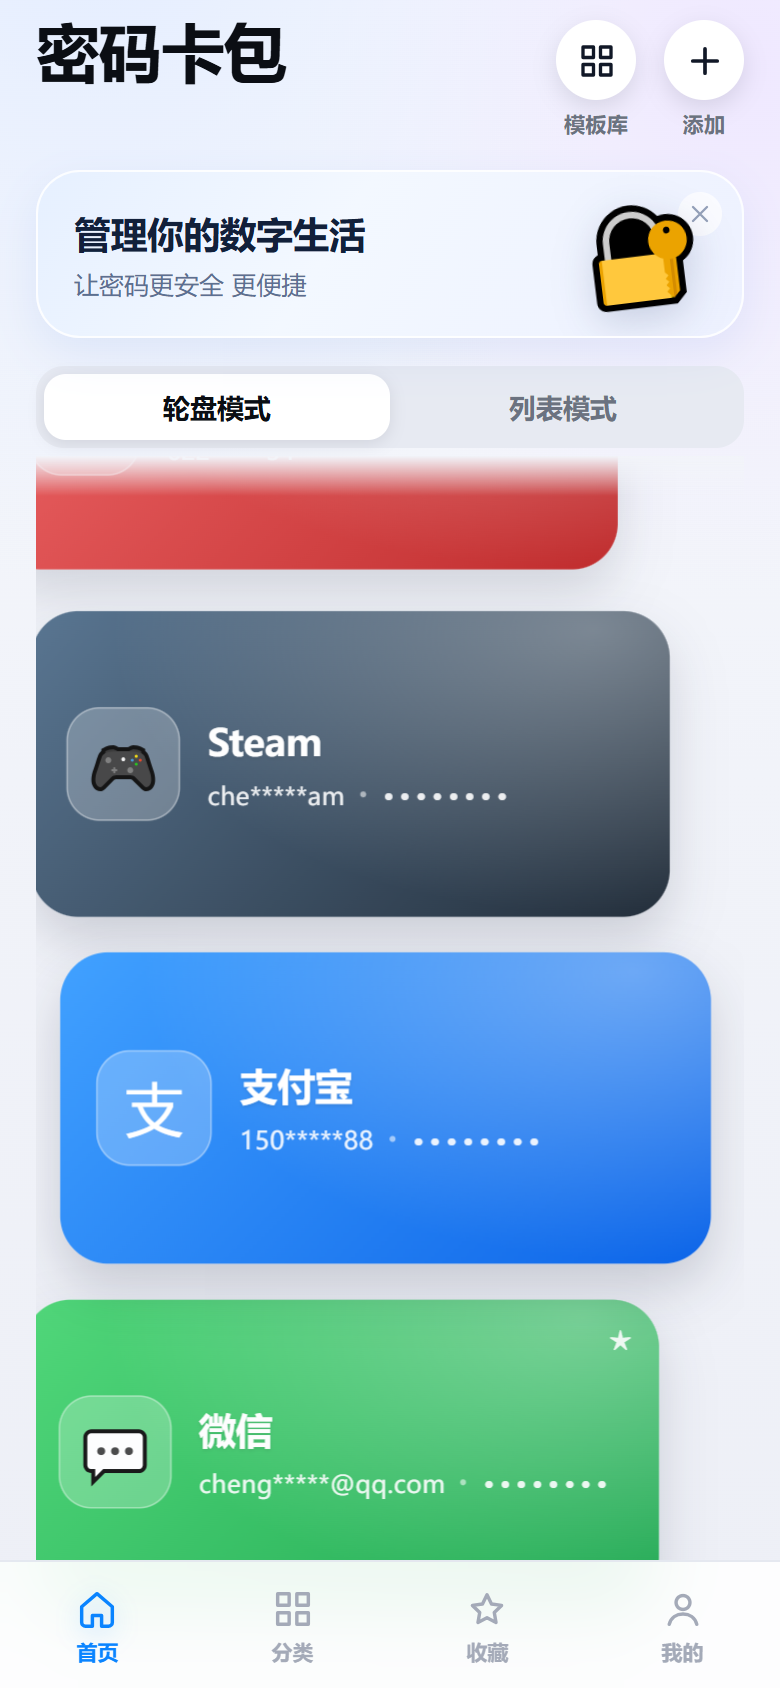 密码卡包
模板库
添加
管理你的数字生活
让密码更安全 更便捷
轮盘模式
列表模式
Steam
che*****am • ••••••••
支
支付宝
150*****88 • ••••••••
★
微信
cheng*****@qq.com • ••••••••
首页
分类
收藏
我的